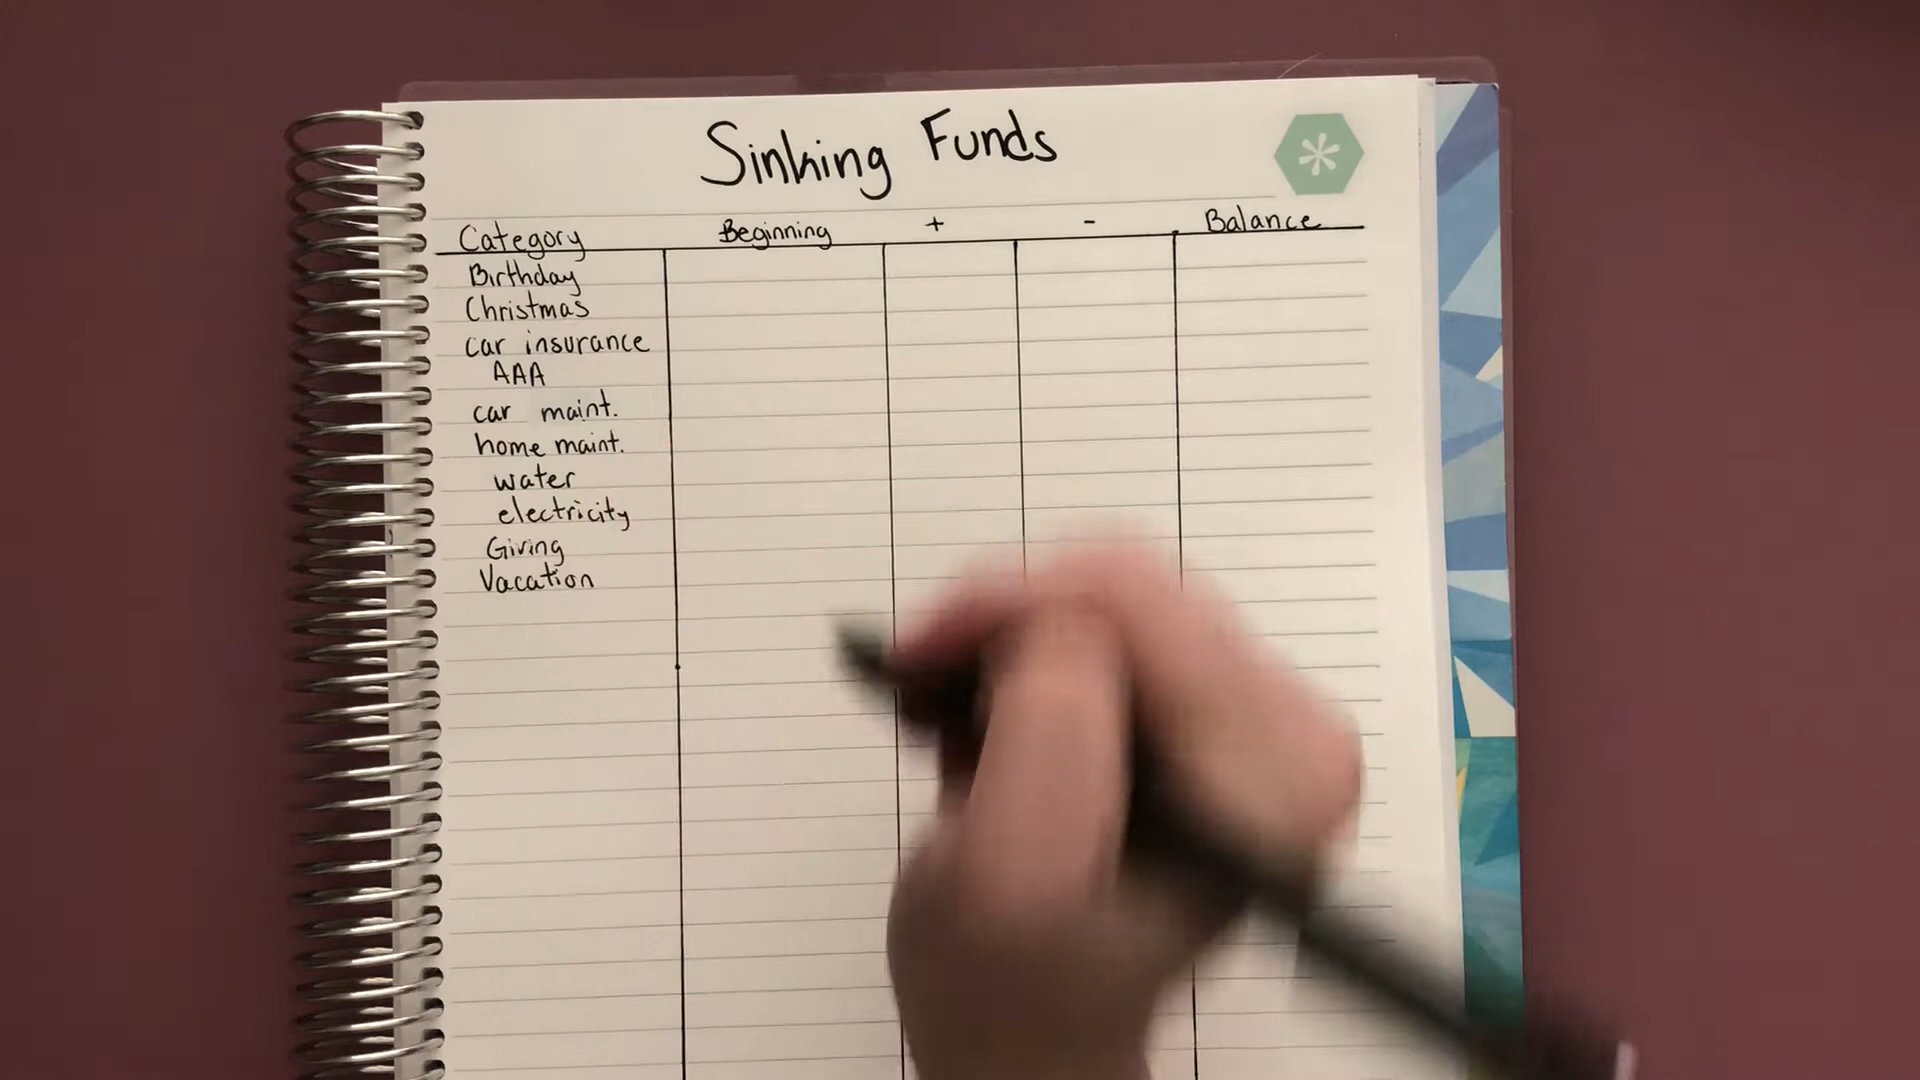 Sinking Funds
Category Beginning + - Balance
Birthday
Christmas
car insurance
AAA
car maint.
home maint.
water
electricity
Giving
Vacation